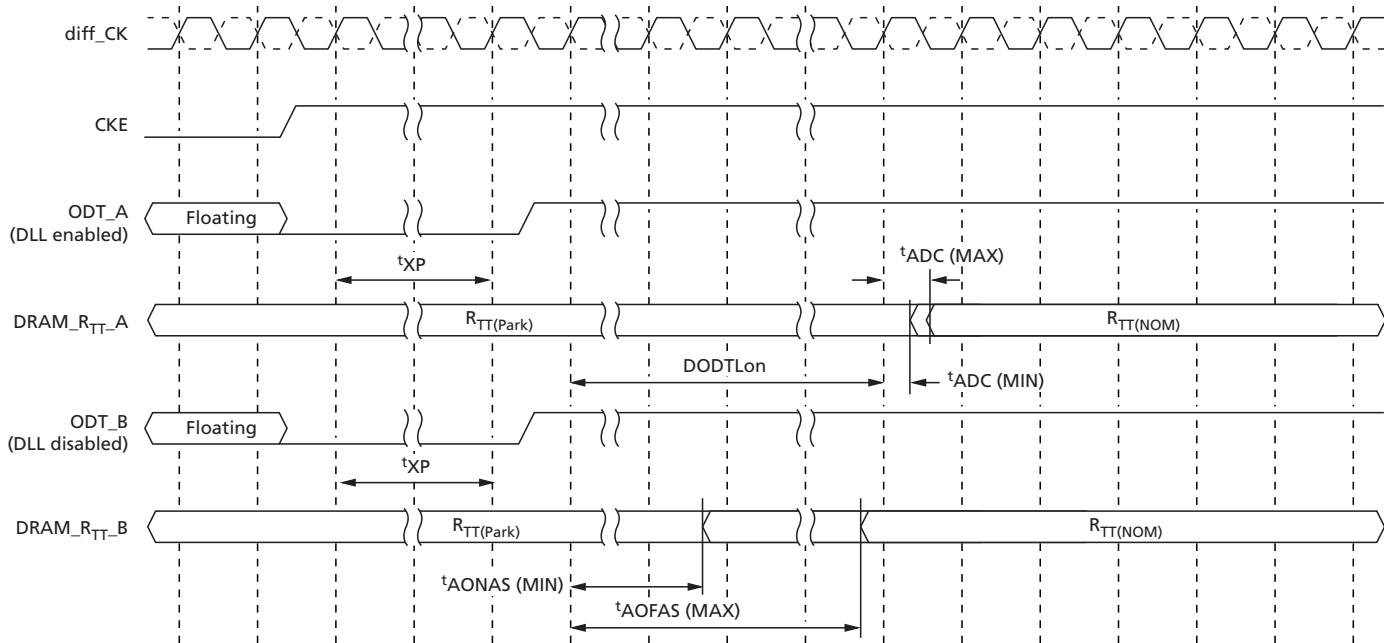 diff_CK
CKE
ODT_A
(DLL enabled)
Floating
tXP
tADC (MAX)
DRAM_RTT_A
RTT(Park)
RTT(NOM)
DODTLon
tADC (MIN)
ODT_B
(DLL disabled)
Floating
tXP
DRAM_RTT_B
RTT(Park)
RTT(NOM)
tAONAS (MIN)
tAOFAS (MAX)